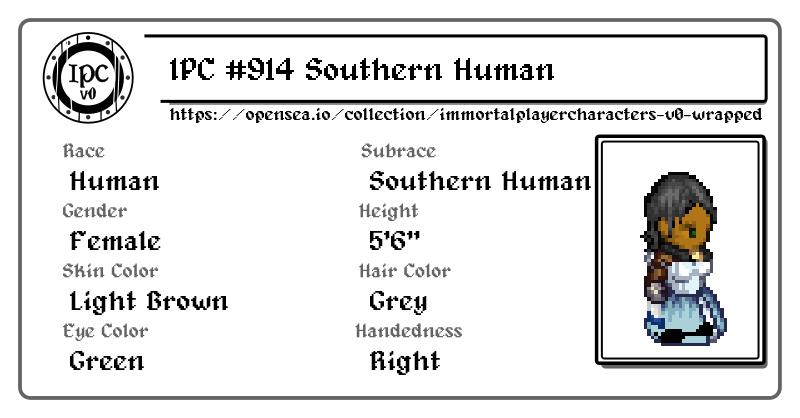 IPC
v0
IPC #914 Southern Human
https://opensea.io/collection/immortalplayercharacters-v0-wrapped
Race
Subrace
Human
Southern Human
Gender
Height
Female
5'6"
Skin Color
Hair Color
Light Brown
Grey
Eye Color
Handedness
Green
Right